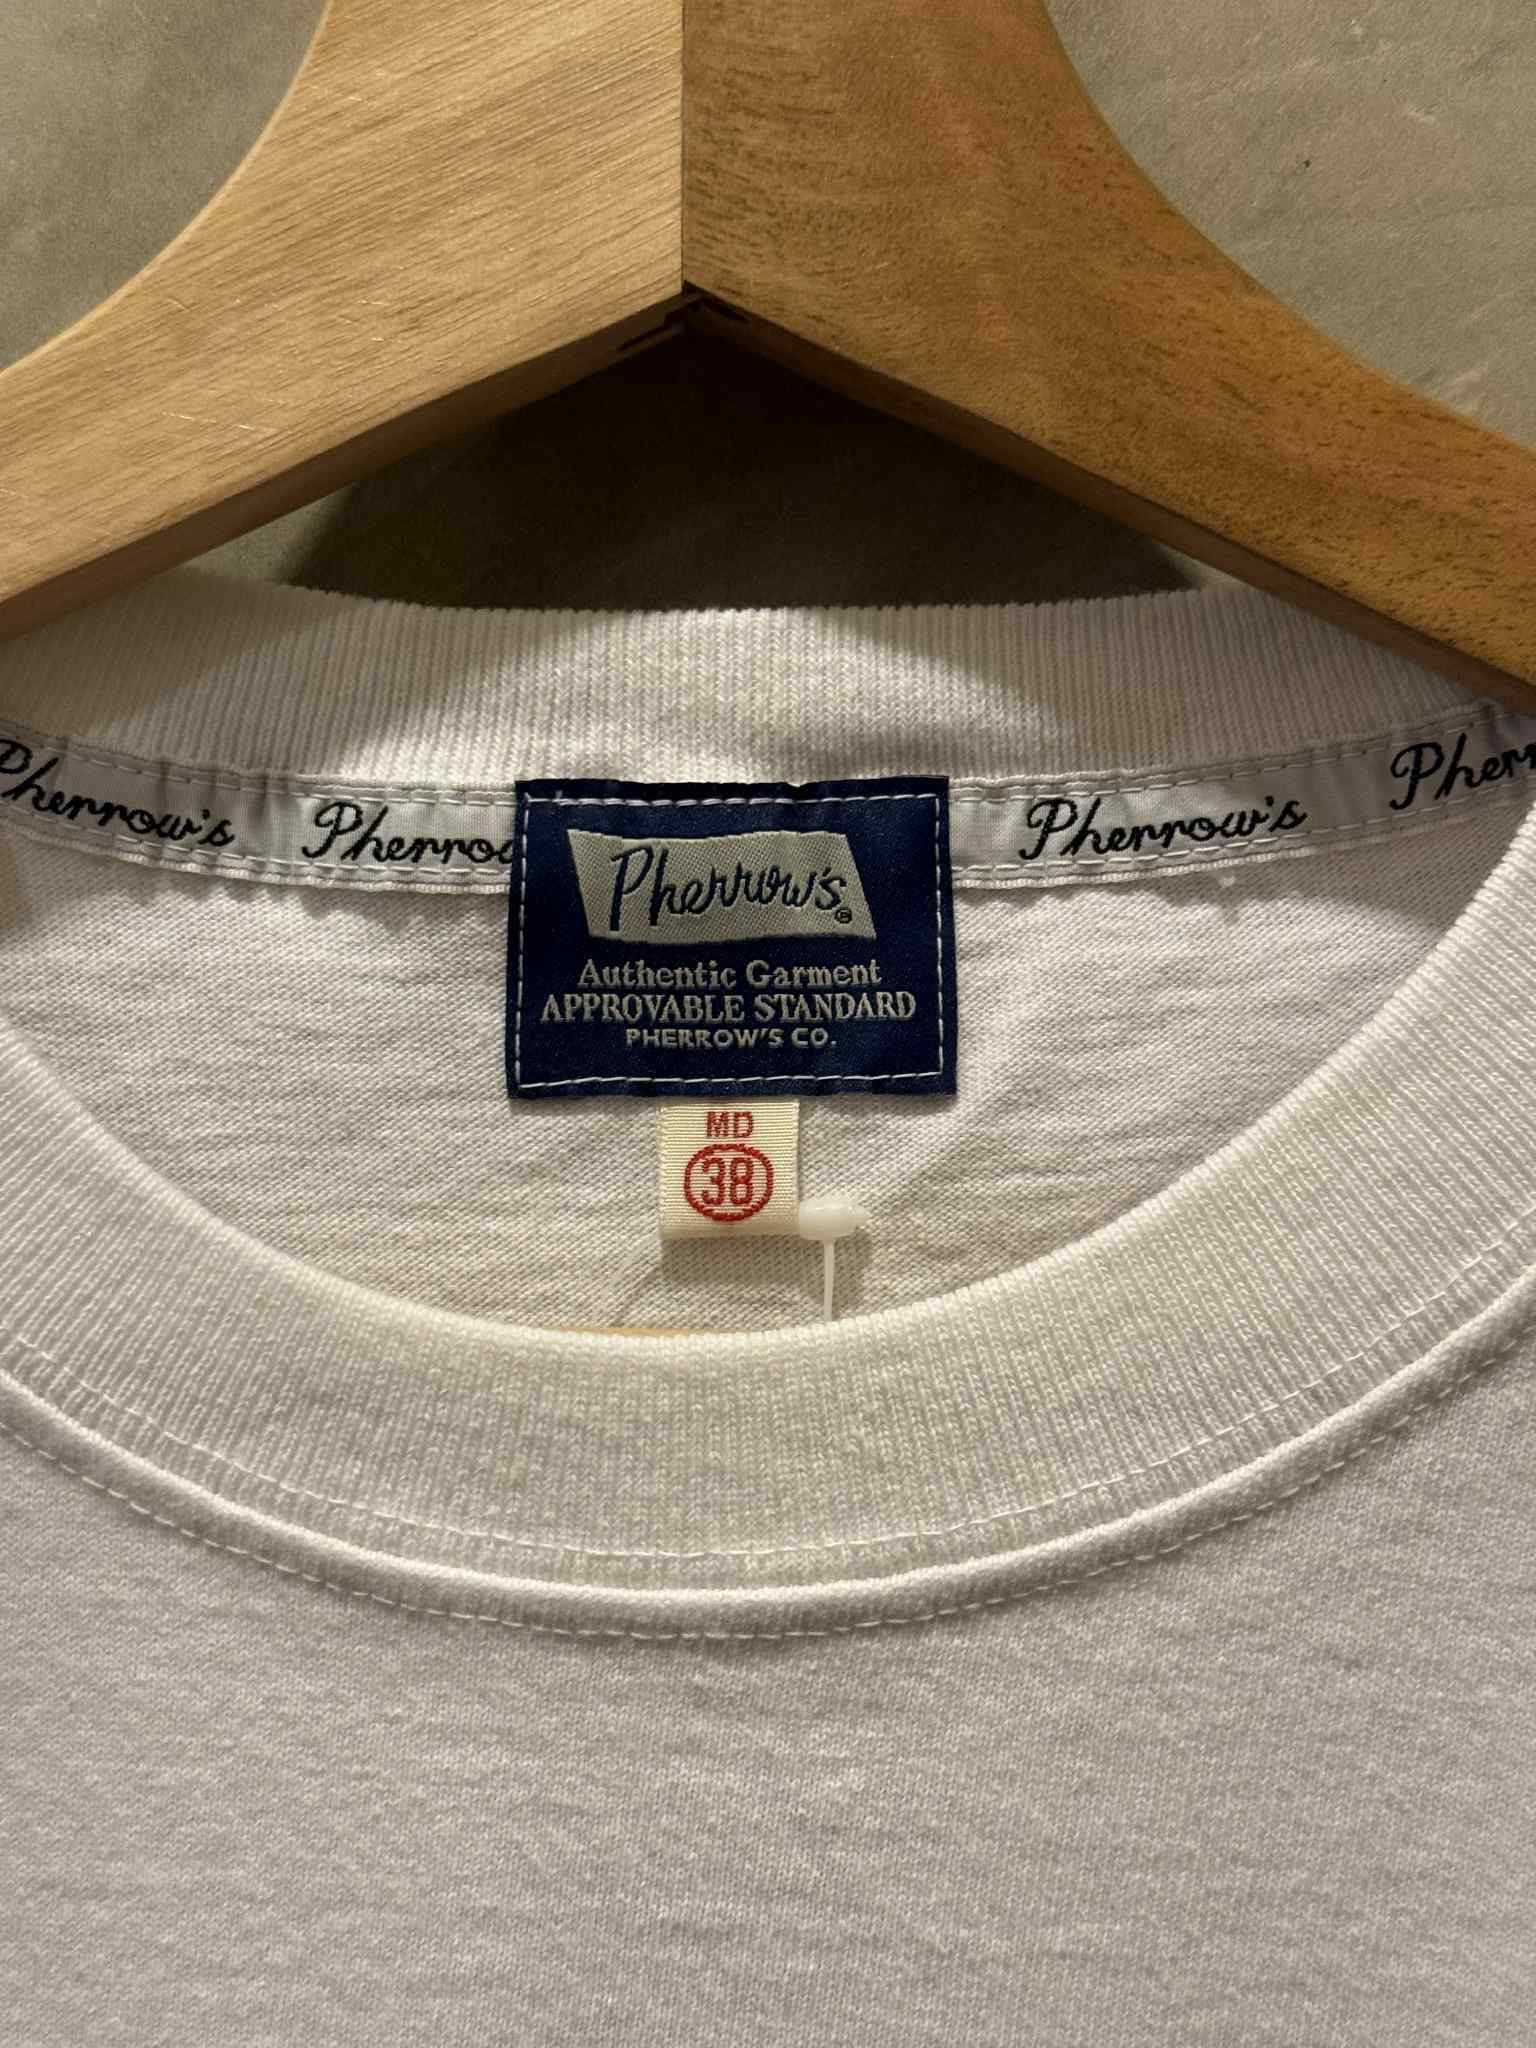 Pherrow's
Pherrow's
Pherrow's
Pherrow's®
Authentic Garment
APPROVABLE STANDARD
PHERROW'S CO.
MD
38